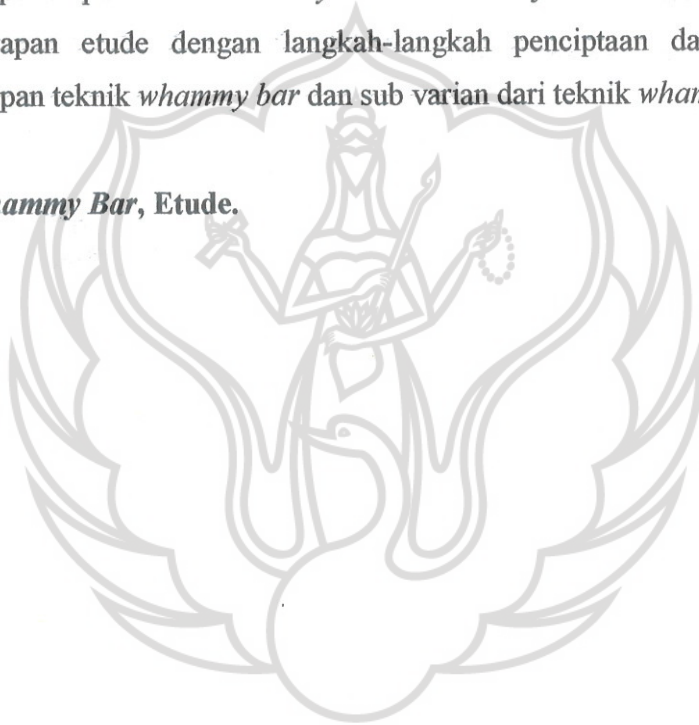 apan etude dengan langkah-langkah penciptaan da
pan teknik whammy bar dan sub varian dari teknik wham
ammy Bar, Etude.